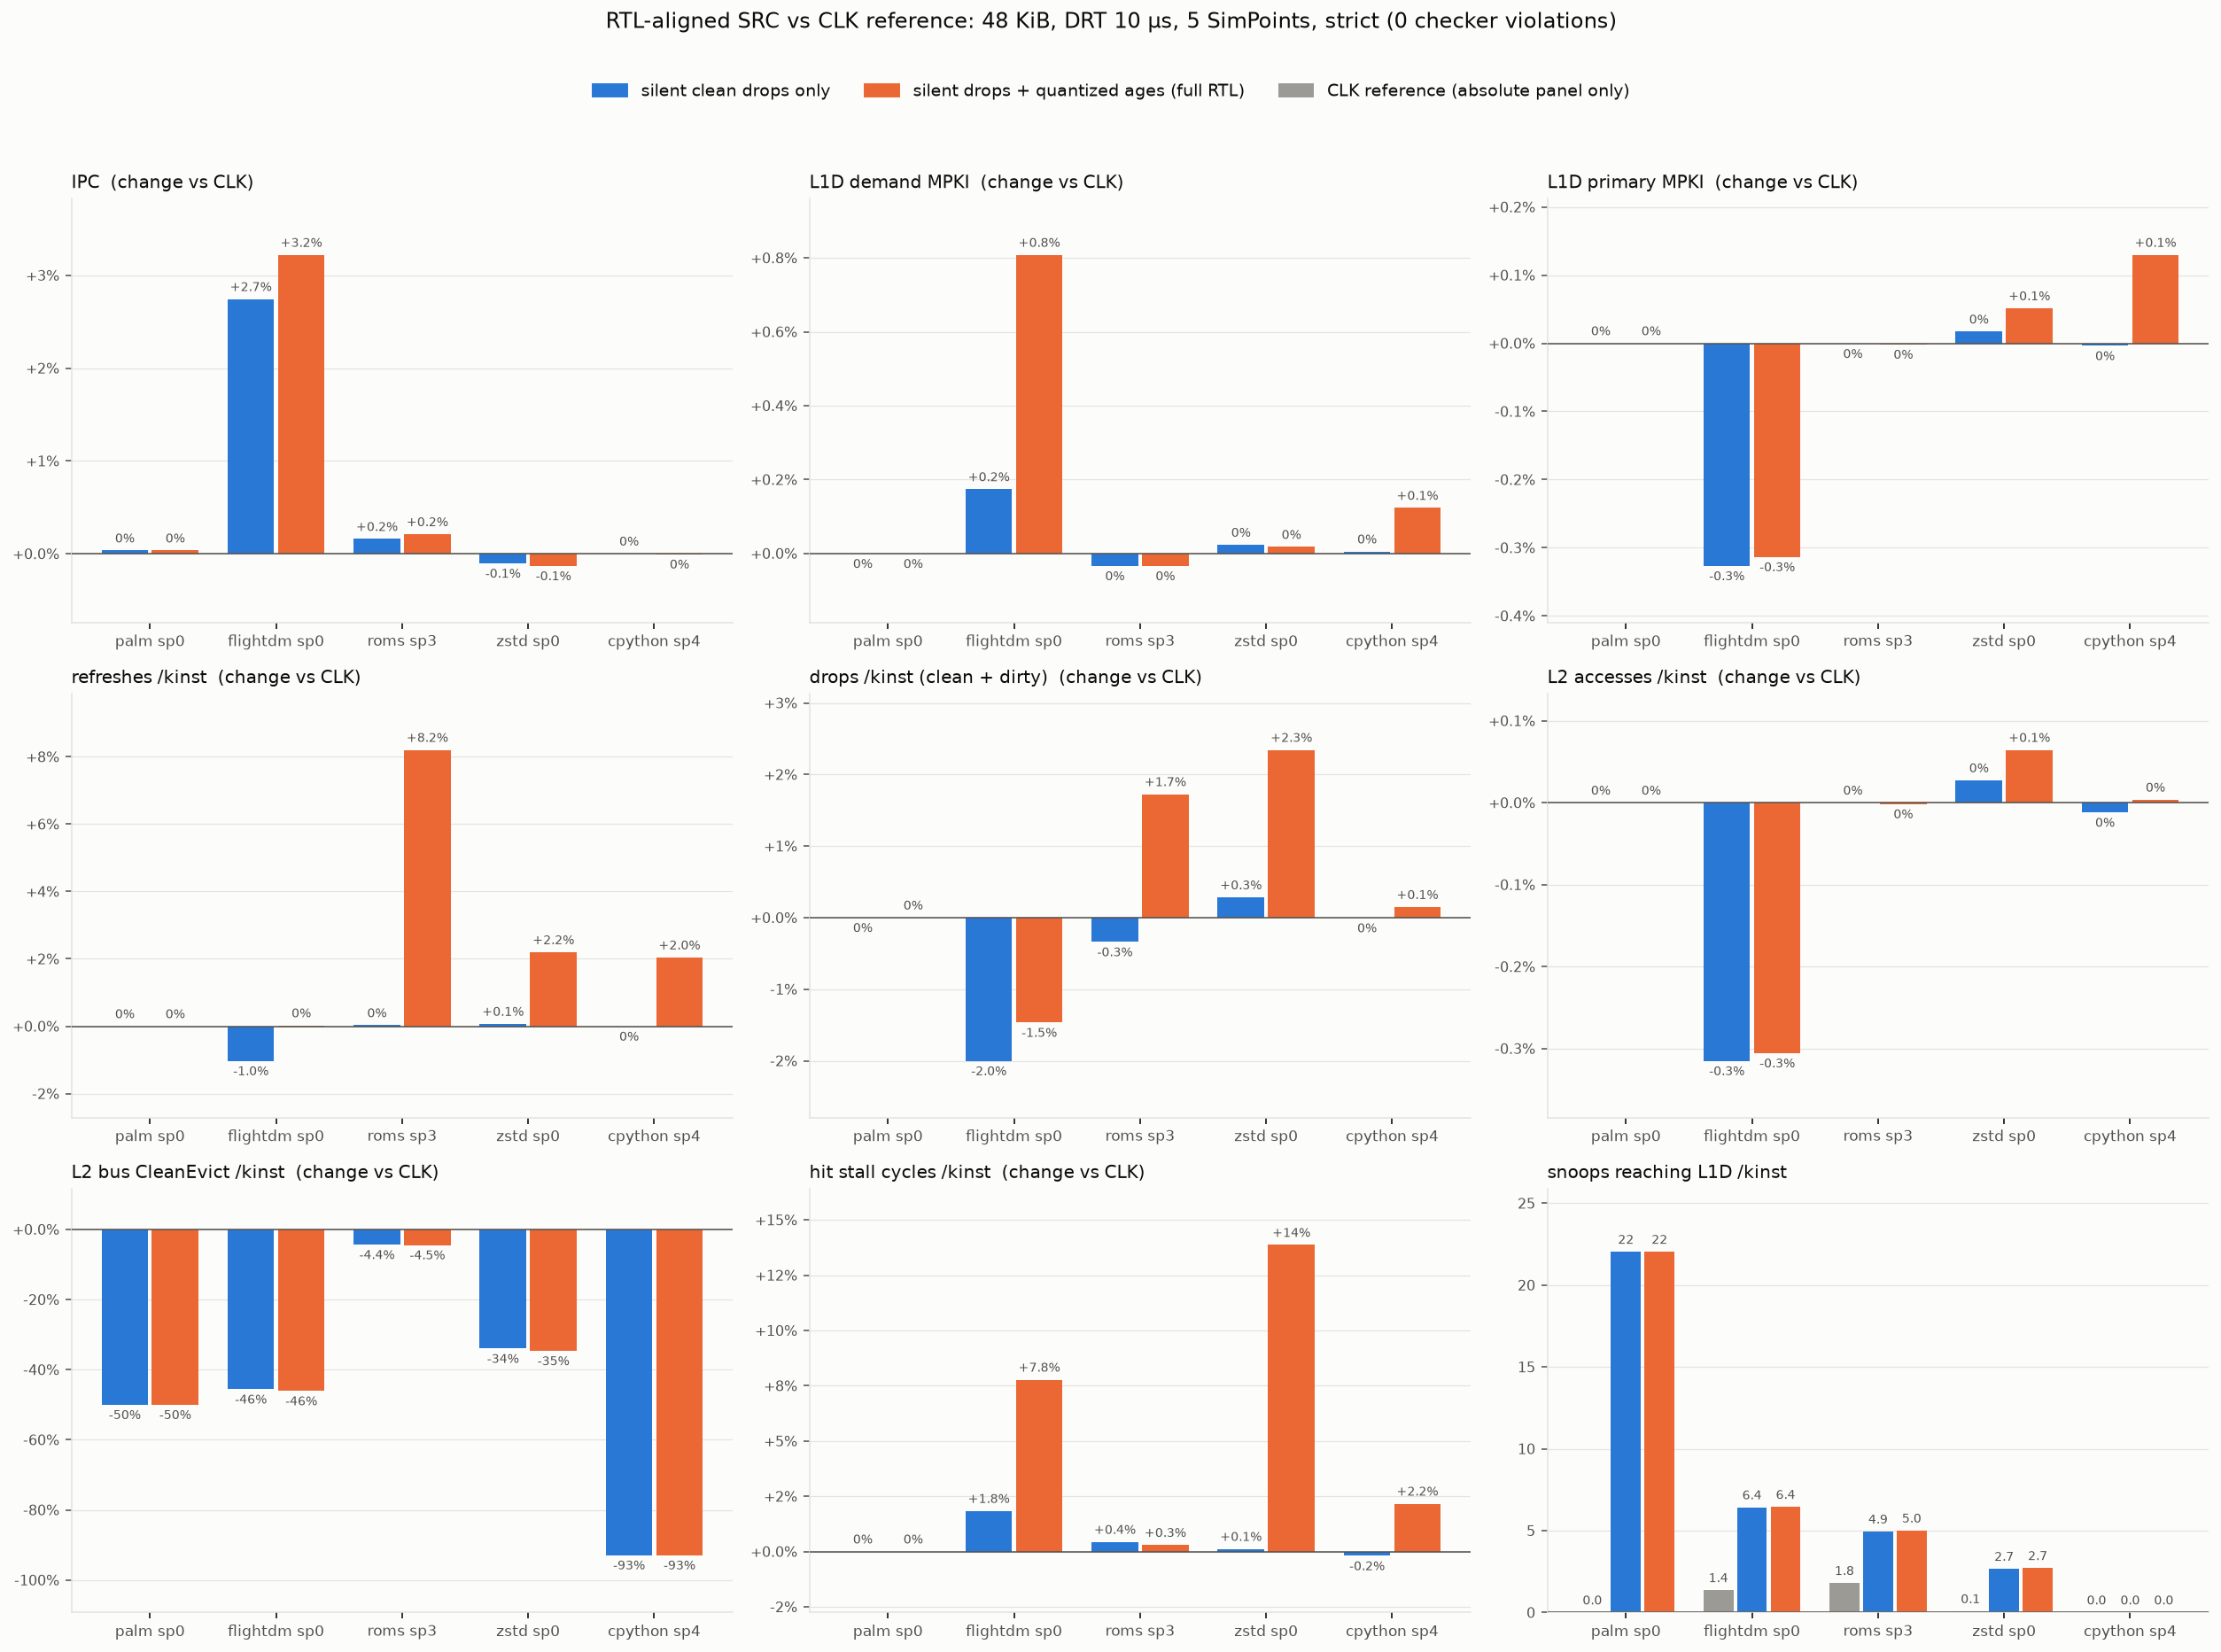 RTL-aligned SRC vs CLK reference: 48 KiB, DRT 10 µs, 5 SimPoints, strict (0 checker violations)
silent clean drops only
silent drops + quantized ages (full RTL)
CLK reference (absolute panel only)
IPC  (change vs CLK)
+3%
+2%
+1%
+0.0%
0%
0%
+2.7%
+3.2%
+0.2%
+0.2%
-0.1%
-0.1%
0%
0%
palm sp0
flightdm sp0
roms sp3
zstd sp0
cpython sp4
L1D demand MPKI  (change vs CLK)
+0.8%
+0.6%
+0.4%
+0.2%
+0.0%
0%
0%
+0.2%
+0.8%
0%
0%
0%
0%
0%
+0.1%
palm sp0
flightdm sp0
roms sp3
zstd sp0
cpython sp4
L1D primary MPKI  (change vs CLK)
+0.2%
+0.1%
+0.0%
-0.1%
-0.2%
-0.3%
-0.4%
0%
0%
-0.3%
-0.3%
0%
0%
0%
+0.1%
0%
+0.1%
palm sp0
flightdm sp0
roms sp3
zstd sp0
cpython sp4
refreshes /kinst  (change vs CLK)
+8%
+6%
+4%
+2%
+0.0%
-2%
0%
0%
-1.0%
0%
0%
+8.2%
+0.1%
+2.2%
0%
+2.0%
palm sp0
flightdm sp0
roms sp3
zstd sp0
cpython sp4
drops /kinst (clean + dirty)  (change vs CLK)
+3%
+2%
+1%
+0.0%
-1%
-2%
0%
0%
-2.0%
-1.5%
-0.3%
+1.7%
+0.3%
+2.3%
0%
+0.1%
palm sp0
flightdm sp0
roms sp3
zstd sp0
cpython sp4
L2 accesses /kinst  (change vs CLK)
+0.1%
+0.0%
-0.1%
-0.2%
-0.3%
0%
0%
-0.3%
-0.3%
0%
0%
0%
+0.1%
0%
0%
palm sp0
flightdm sp0
roms sp3
zstd sp0
cpython sp4
L2 bus CleanEvict /kinst  (change vs CLK)
+0.0%
-20%
-40%
-60%
-80%
-100%
-50%
-50%
-46%
-46%
-4.4%
-4.5%
-34%
-35%
-93%
-93%
palm sp0
flightdm sp0
roms sp3
zstd sp0
cpython sp4
hit stall cycles /kinst  (change vs CLK)
+15%
+12%
+10%
+8%
+5%
+2%
+0.0%
-2%
0%
0%
+1.8%
+7.8%
+0.4%
+0.3%
+0.1%
+14%
-0.2%
+2.2%
palm sp0
flightdm sp0
roms sp3
zstd sp0
cpython sp4
snoops reaching L1D /kinst
25
20
15
10
5
0
0.0
22
22
1.4
6.4
6.4
1.8
4.9
5.0
0.1
2.7
2.7
0.0
0.0
0.0
palm sp0
flightdm sp0
roms sp3
zstd sp0
cpython sp4